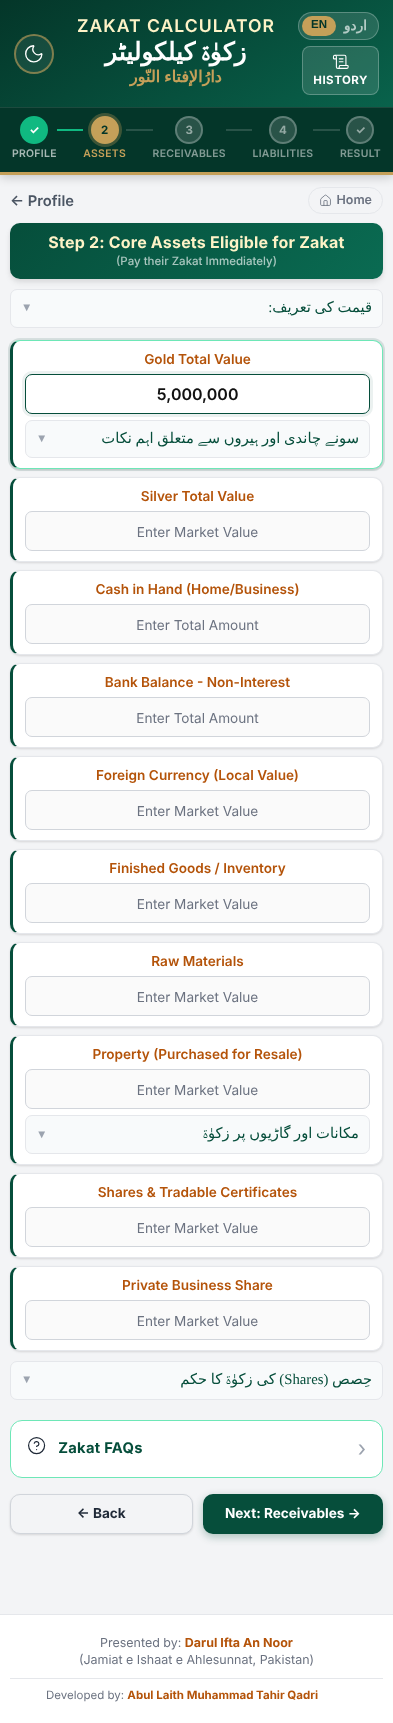 ZAKAT CALCULATOR
زکوٰۃ کیلکولیٹر
دارُالإفتاء النّور
EN اردو
HISTORY
✓ 2 3 4 ✓
PROFILE ASSETS RECEIVABLES LIABILITIES RESULT
← Profile
Home
Step 2: Core Assets Eligible for Zakat
(Pay their Zakat Immediately)
قیمت کی تعریف:
Gold Total Value
5,000,000
سونے چاندی اور ہیروں سے متعلق اہم نکات
Silver Total Value
Enter Market Value
Cash in Hand (Home/Business)
Enter Total Amount
Bank Balance - Non-Interest
Enter Total Amount
Foreign Currency (Local Value)
Enter Market Value
Finished Goods / Inventory
Enter Market Value
Raw Materials
Enter Market Value
Property (Purchased for Resale)
Enter Market Value
مکانات اور گاڑیوں پر زکوٰۃ
Shares & Tradable Certificates
Enter Market Value
Private Business Share
Enter Market Value
حِصص (Shares) کی زکوٰۃ کا حکم
Zakat FAQs
← Back
Next: Receivables →
Presented by: Darul Ifta An Noor
(Jamiat e Ishaat e Ahlesunnat, Pakistan)
Developed by: Abul Laith Muhammad Tahir Qadri